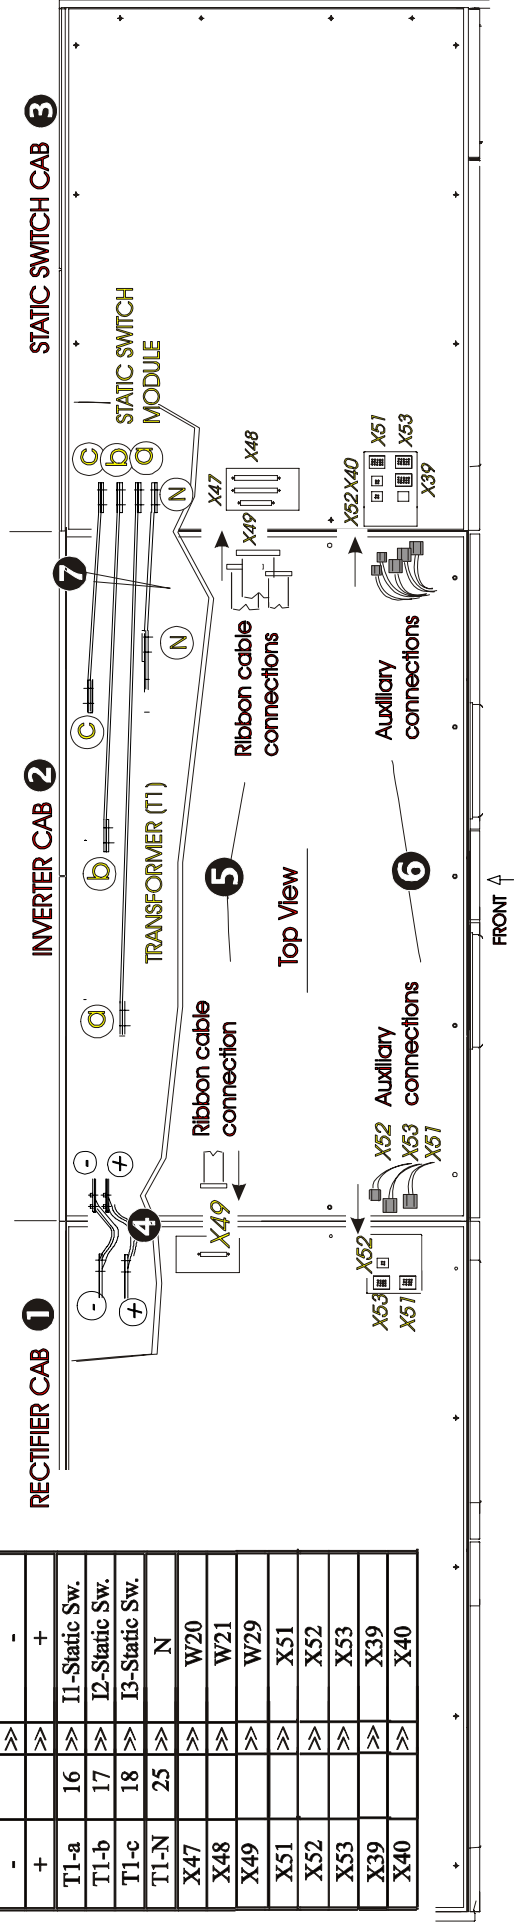 - >> -
+ >> +
T1-a 16 >> I1-Static Sw.
T1-b 17 >> I2-Static Sw.
T1-c 18 >> I3-Static Sw.
T1-N 25 >> N
X47 >> W20
X48 >> W21
X49 >> W29
X51 >> X51
X52 >> X52
X53 >> X53
X39 >> X39
X40 >> X40
RECTIFIER CAB 1
INVERTER CAB 2
STATIC SWITCH CAB 3
-
+
-
+
4
a
b
c
N
7
c
b
a
N
STATIC SWITCH
MODULE
TRANSFORMER (T1)
X49
Ribbon cable
connection
5
Ribbon cable
connections
X49
X47
X48
Top View
X52
X53
X51
X52
X53
X51
Auxiliary
connections
6
Auxiliary
connections
X52
X40
X51
X53
X39
FRONT